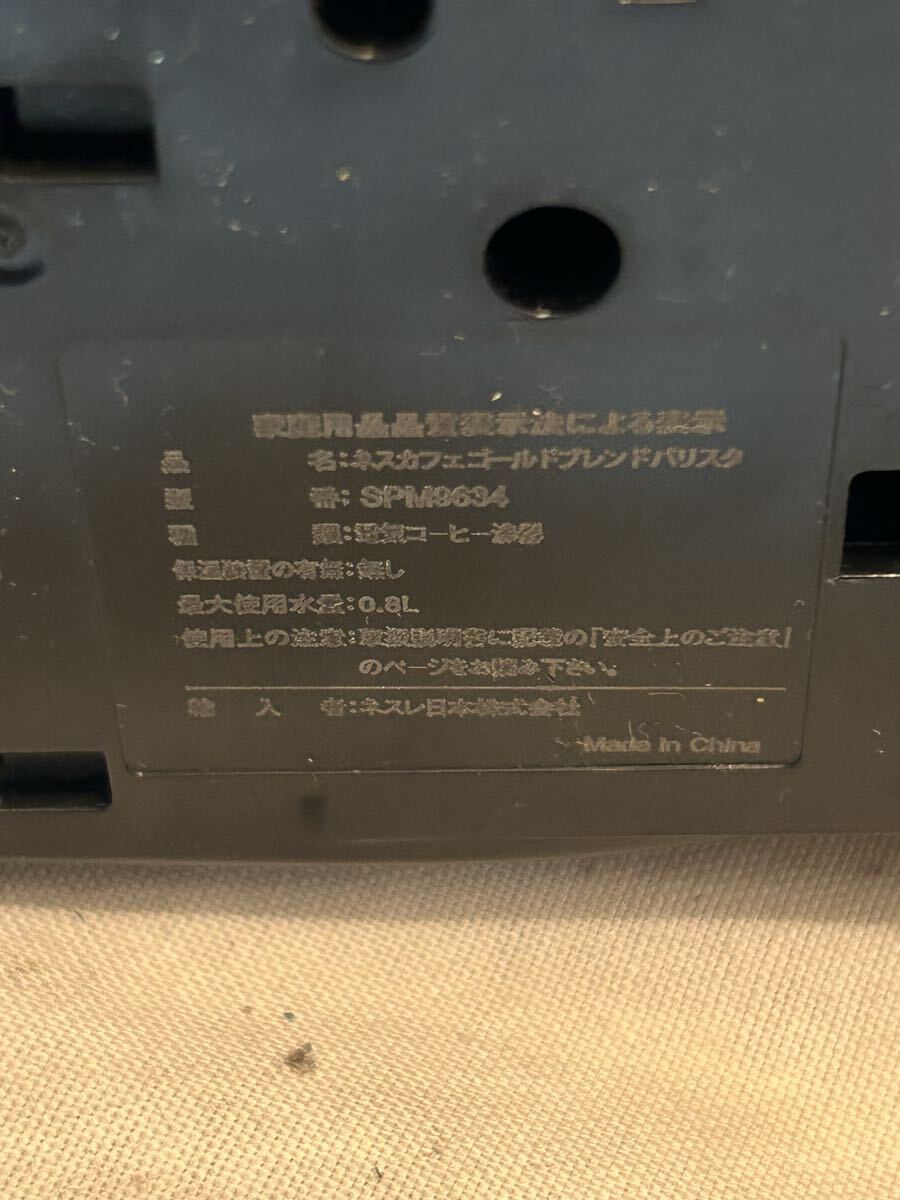 家庭用品品質表示法による表示
品名:ネスカフェゴールドブレンドバリスタ
型番:SPM9634
種類:電気コーヒー沸器
保温装置の有無:無し
最大使用水量:0.8L
使用上の注意:取扱説明書に記載の「安全上のご注意」
のページをお読み下さい。
輸入者:ネスレ日本株式会社
Made in China